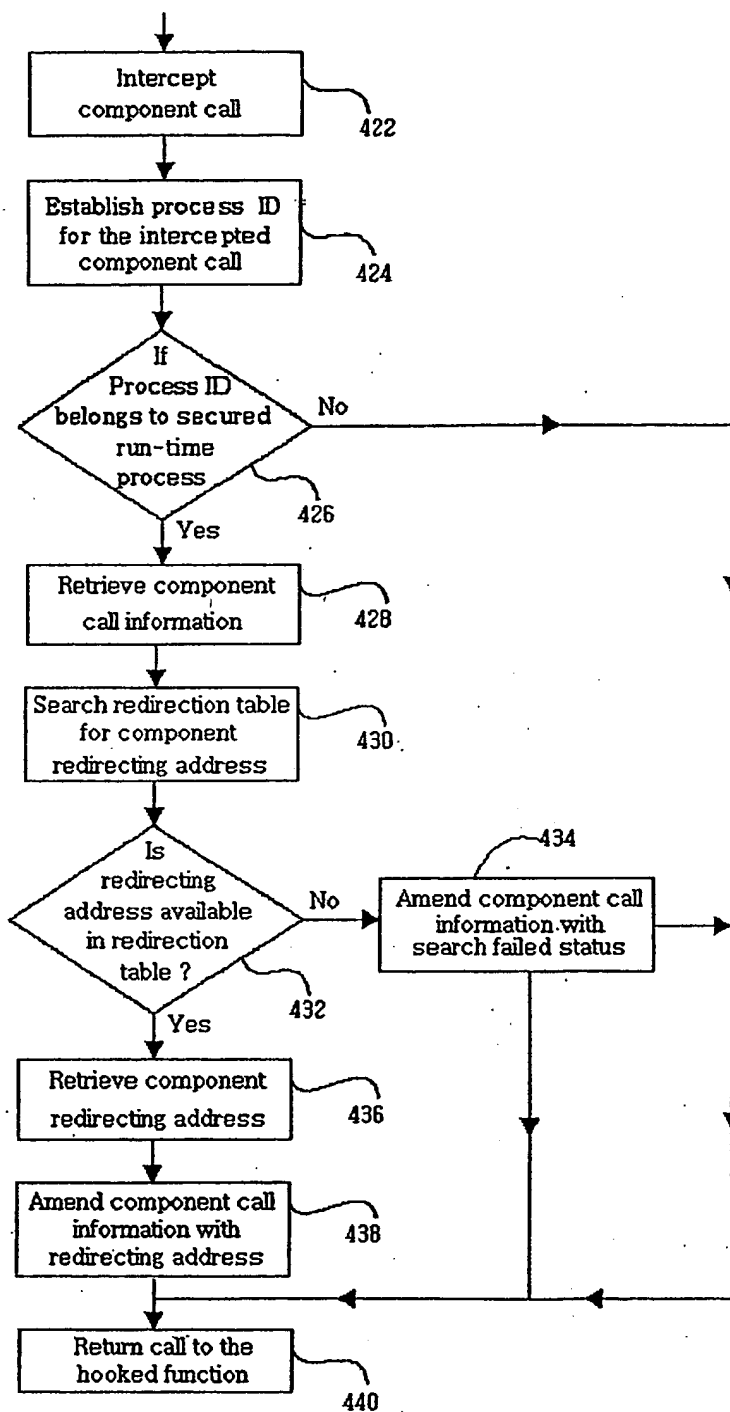 Intercept
component call
422
Establish process ID
for the intercepted
component call
424
If
Process ID
belongs to secured
run-time
process
No
426
Yes
Retrieve component
call information
428
Search redirection table
for component
redirecting address
430
Is
redirecting
address available
in redirection
table ?
No
432
434
Amend component call
information with
search failed status
Yes
Retrieve component
redirecting address
436
Amend component call
information with
redirecting address
438
Return call to the
hooked function
440